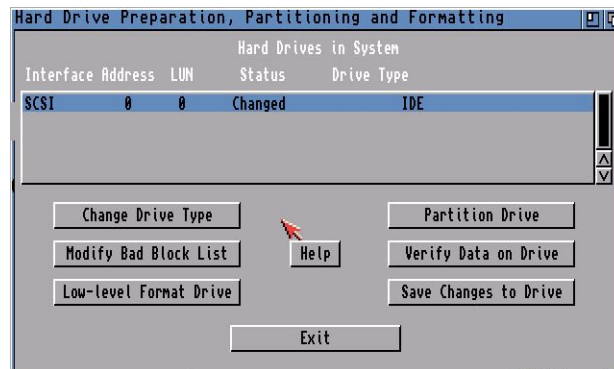 Hard Drive Preparation, Partitioning and Formatting
Hard Drives in System
Interface Address LUN Status Drive Type
SCSI 0 0 Changed IDE
Change Drive Type Partition Drive
Modify Bad Block List Help Verify Data on Drive
Low-level Format Drive Save Changes to Drive
Exit